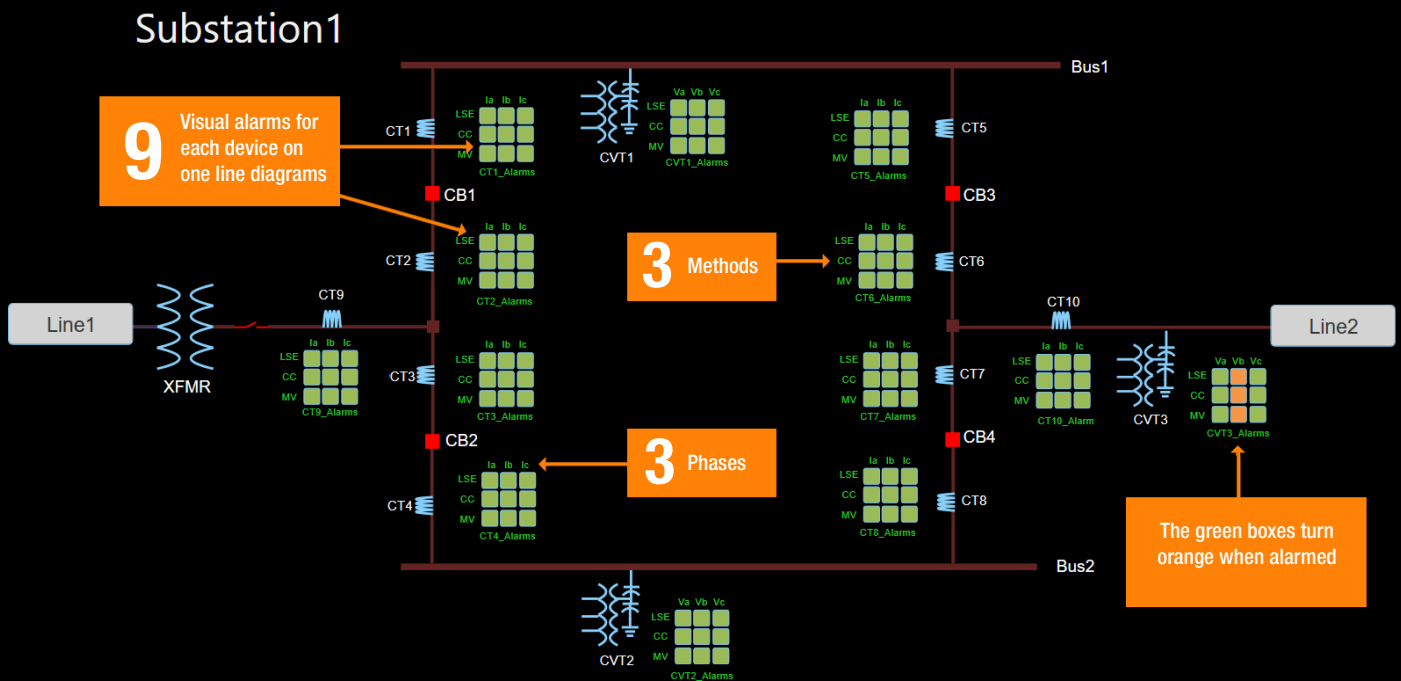 Substation1
Bus1
9
Visual alarms for
each device on
one line diagrams
CT1
Ia Ib Ic
LSE
CC
MV
CT1_Alarms
CVT1
Va Vb Vc
LSE
CC
MV
CVT1_Alarms
Ia Ib Ic
LSE
CC
MV
CT5_Alarms
CT5
CB1
CB3
CT2
Ia Ib Ic
LSE
CC
MV
CT2_Alarms
3 Methods
Ia Ib Ic
LSE
CC
MV
CT6_Alarms
CT6
Line1
XFMR
CT9
Ia Ib Ic
LSE
CC
MV
CT9_Alarms
CT10
Line2
CT3
Ia Ib Ic
LSE
CC
MV
CT3_Alarms
Ia Ib Ic
LSE
CC
MV
CT7_Alarms
CT7
Ia Ib Ic
LSE
CC
MV
CT10_Alarm
CVT3
Va Vb Vc
LSE
CC
MV
CVT3_Alarms
CB2
3 Phases
CB4
CT4
Ia Ib Ic
LSE
CC
MV
CT4_Alarms
Ia Ib Ic
LSE
CC
MV
CT8_Alarms
CT8
The green boxes turn
orange when alarmed
Bus2
CVT2
Va Vb Vc
LSE
CC
MV
CVT2_Alarms